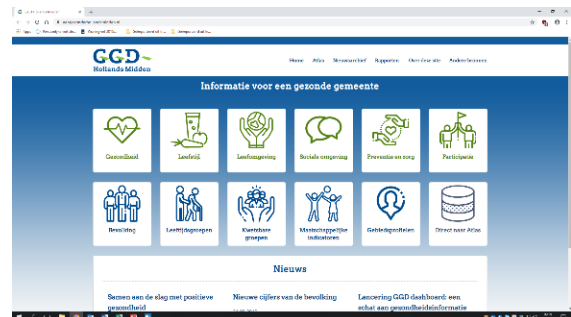 GGD
Hollands Midden
Home Atlas Nieuwsarchief Rapporten Over deze site Andere bronnen
Informatie voor een gezonde gemeente
Gezondheid
Leefstijl
Leefomgeving
Sociale omgeving
Preventie en zorg
Participatie
Bevolking
Leeftijdsgroepen
Kwetsbare
groepen
Maatschappelijke
indicatoren
Gebiedsprofielen
Direct naar Atlas
Nieuws
Samen aan de slag met positieve
gezondheid
Nieuwe cijfers van de bevolking
Lancering GGD dashboard: een
schat aan gezondheidsinformatie